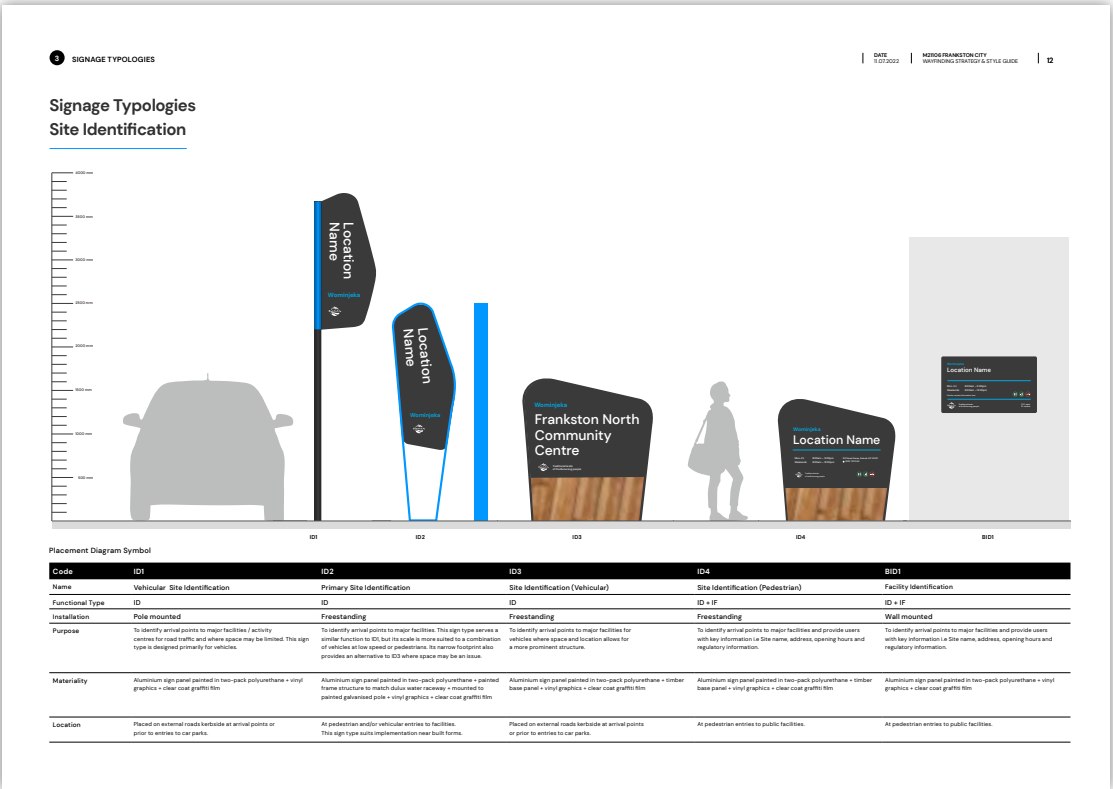 3 SIGNAGE TYPOLOGIES
DATE
11.07.2022
M21106 FRANKSTON CITY
WAYFINDING STRATEGY & STYLE GUIDE
12
Signage Typologies
Site Identification
4000 mm
3500 mm
3000 mm
2500 mm
2000 mm
1500 mm
1000 mm
500 mm
Location
Name
Wominjeka
Location
Name
Wominjeka
Wominjeka
Frankston North
Community
Centre
Wominjeka
Location Name
Wominjeka
Location Name
ID1 ID2 ID3 ID4 BID1
Placement Diagram Symbol
Code ID1 ID2 ID3 ID4 BID1
Name Vehicular Site Identification Primary Site Identification Site Identification (Vehicular) Site Identification (Pedestrian) Facility Identification
Functional Type ID ID ID ID + IF ID + IF
Installation Pole mounted Freestanding Freestanding Freestanding Wall mounted
Purpose
To identify arrival points to major facilities / activity
centres for road traffic and where space may be limited. This sign
type is designed primarily for vehicles.
To identify arrival points to major facilities. This sign type serves a
similar function to ID1, but its scale is more suited to a combination
of vehicles at low speed or pedestrians. Its narrow footprint also
provides an alternative to ID3 where space may be an issue.
To identify arrival points to major facilities for
vehicles where space and location allows for
a more prominent structure.
To identify arrival points to major facilities and provide users
with key information i.e Site name, address, opening hours and
regulatory information.
To identify arrival points to major facilities and provide users
with key information i.e Site name, address, opening hours and
regulatory information.
Materiality
Aluminium sign panel painted in two-pack polyurethane + vinyl
graphics + clear coat graffiti film
Aluminium sign panel painted in two-pack polyurethane + painted
frame structure to match dulux water raceway + mounted to
painted galvanised pole + vinyl graphics + clear coat graffiti film
Aluminium sign panel painted in two-pack polyurethane + timber
base panel + vinyl graphics + clear coat graffiti film
Aluminium sign panel painted in two-pack polyurethane + timber
base panel + vinyl graphics + clear coat graffiti film
Aluminium sign panel painted in two-pack polyurethane + vinyl
graphics + clear coat graffiti film
Location
Placed on external roads kerbside at arrival points or
prior to entries to car parks.
At pedestrian and/or vehicular entries to facilities.
This sign type suits implementation near built forms.
Placed on external roads kerbside at arrival points
or prior to entries to car parks.
At pedestrian entries to public facilities.
At pedestrian entries to public facilities.